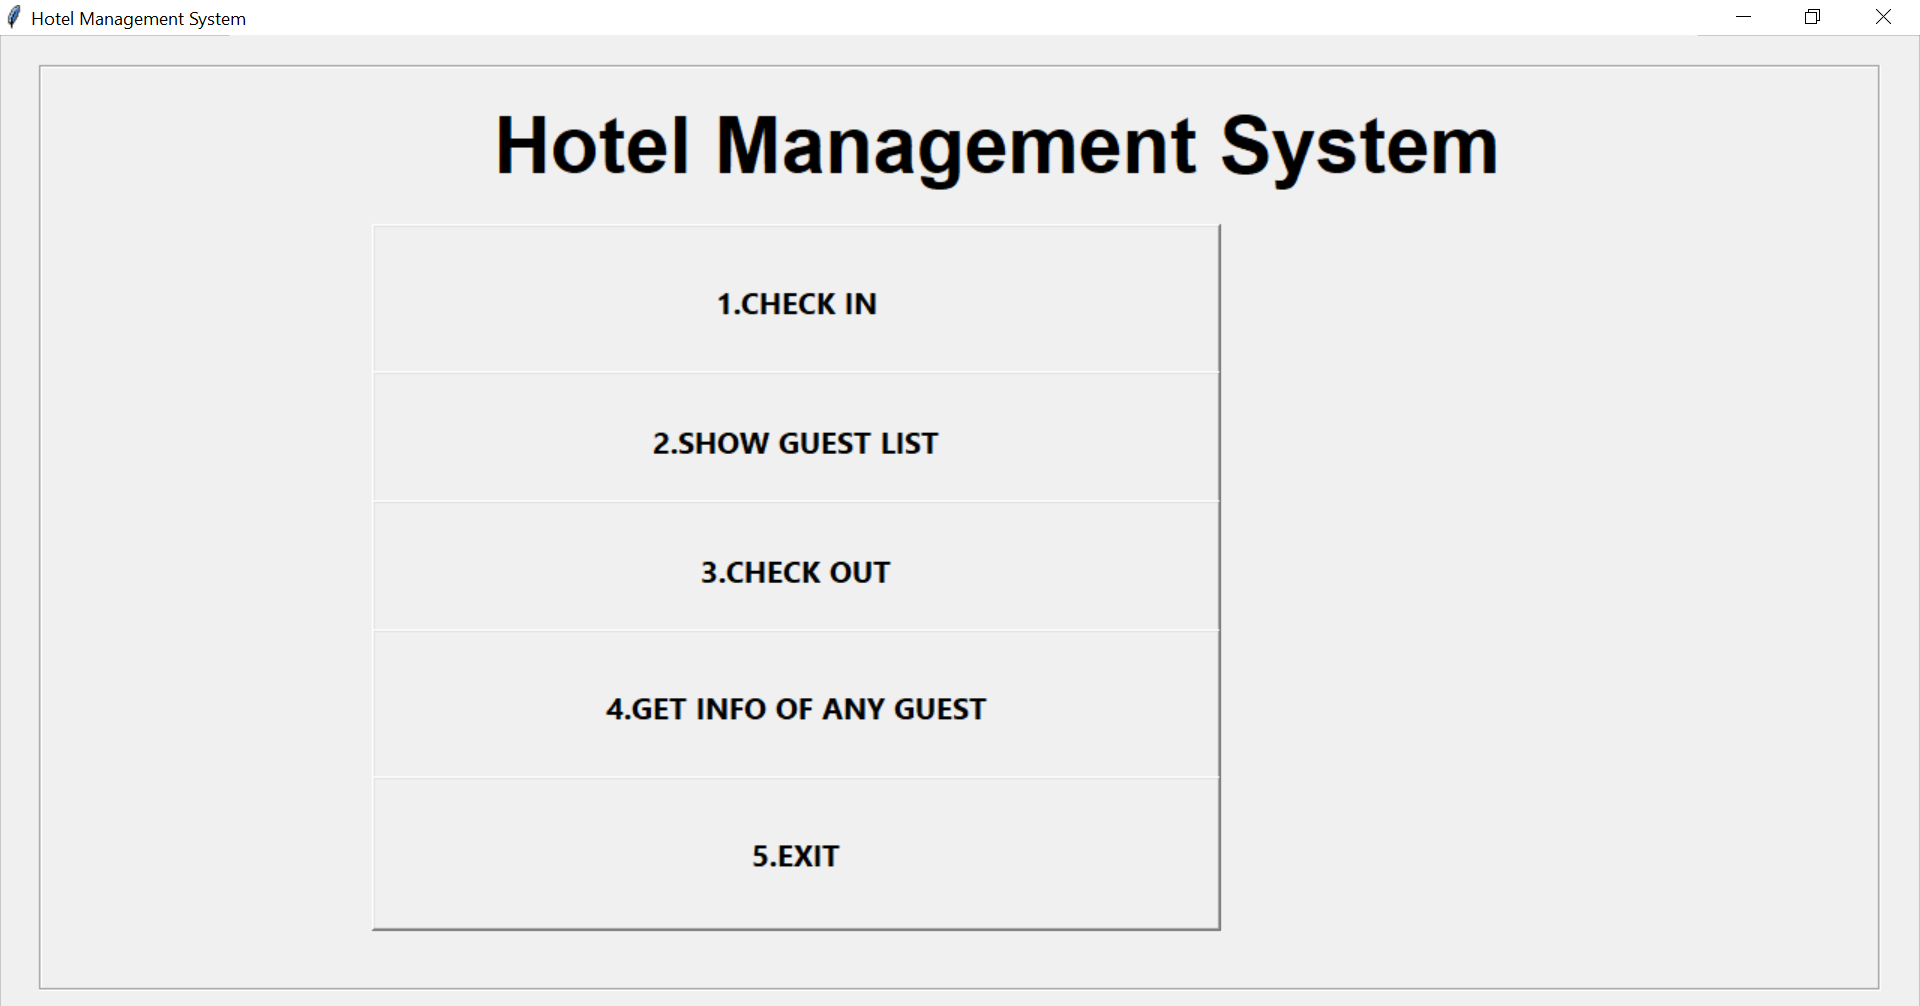 Hotel Management System
Hotel Management System
1.CHECK IN
2.SHOW GUEST LIST
3.CHECK OUT
4.GET INFO OF ANY GUEST
5.EXIT